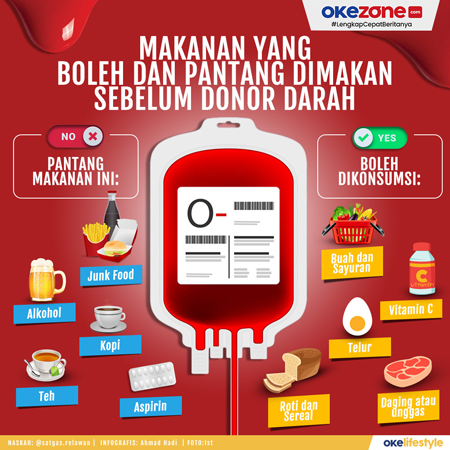 okezone.com
#LengkapCepatBeritanya
MAKANAN YANG
BOLEH DAN PANTANG DIMAKAN
SEBELUM DONOR DARAH
NO
PANTANG
MAKANAN INI:
YES
BOLEH
DIKONSUMSI:
O-
Junk Food
Alkohol
Kopi
Teh
Aspirin
Buah dan
Sayuran
C
Vitamin C
Telur
Roti dan
Sereal
Daging atau
unggas
NASKAH: @satgas.relawan | INFOGRAFIS: Ahmad Hadi | FOTO:Ist
okelifestyle